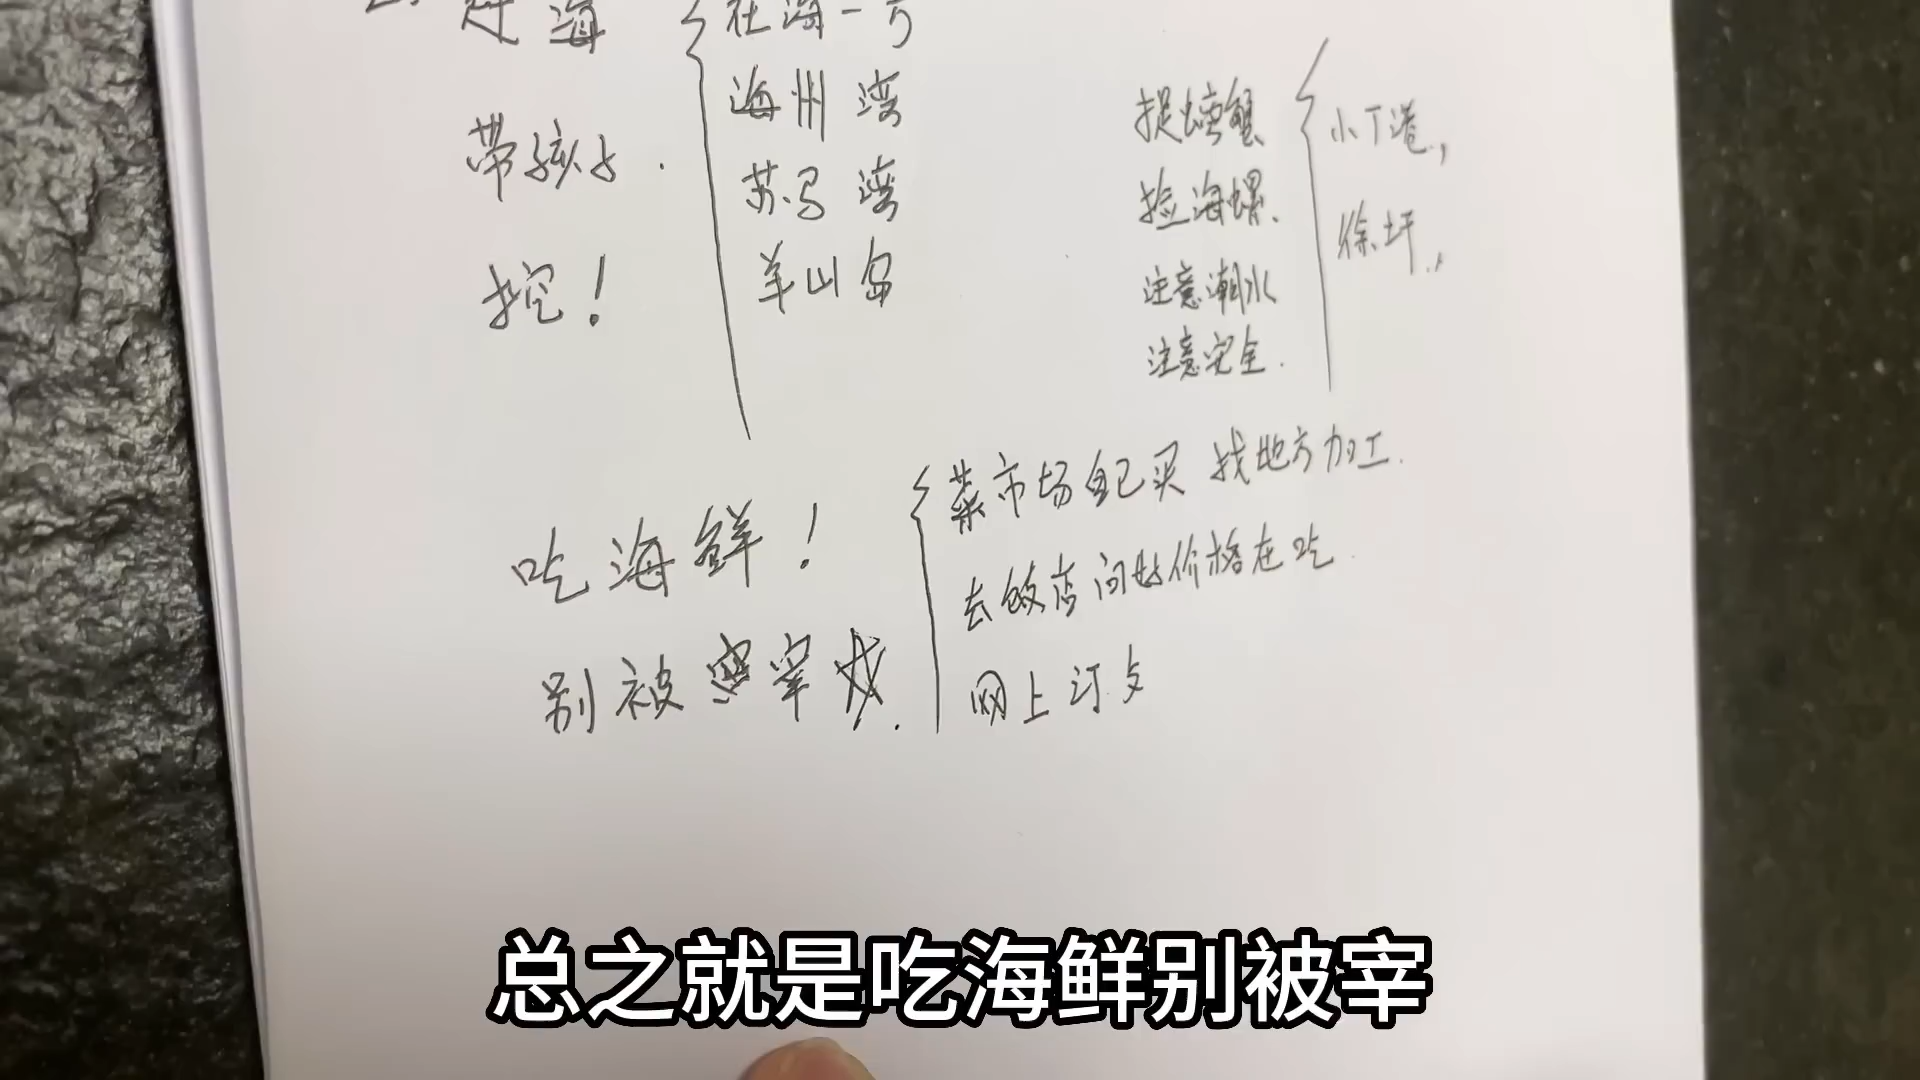 赶海
带孩子.
挖!
在海一方
海州湾
苏马湾
羊山岛
捉螃蟹
捡海螺、
注意潮水
注意安全.
小丁港,
徐圩..
吃海鲜!
别被宰
菜市场自己买 找地方加工.
去饭店问好价格在吃.
网上订
总之就是吃海鲜别被宰